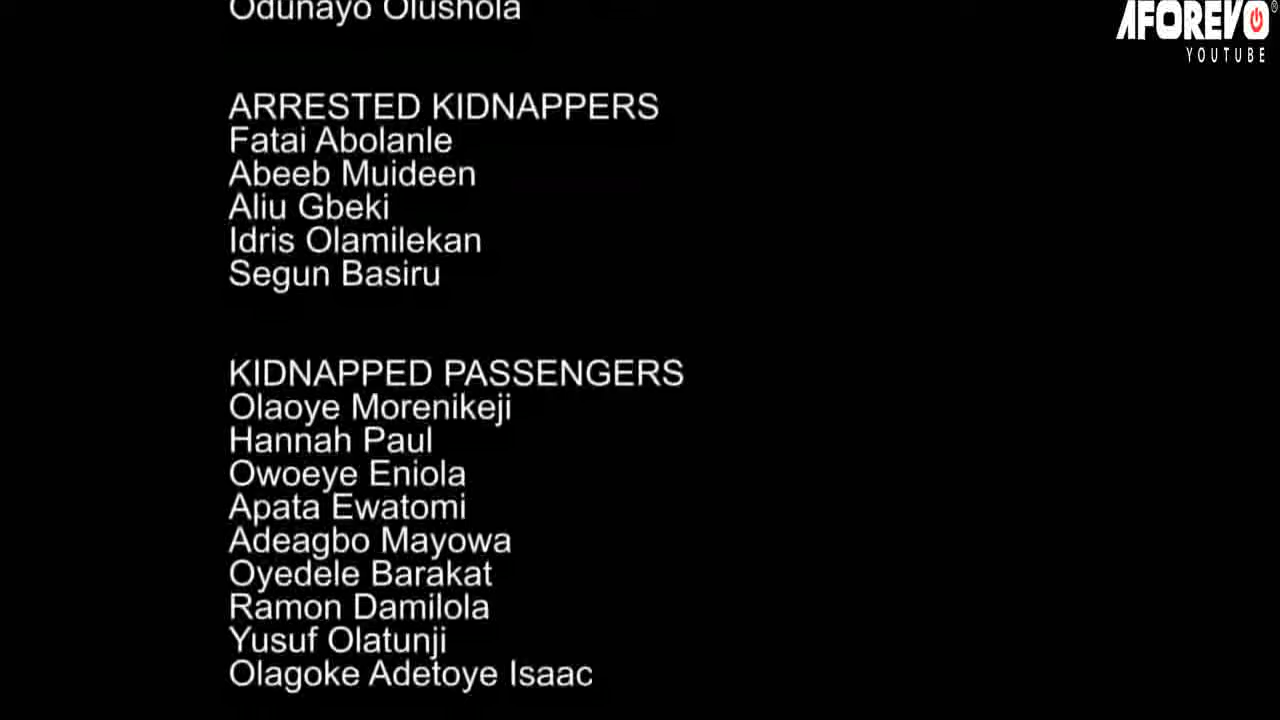 Odunayo Olushola
AFOREVO
YOUTUBE
ARRESTED KIDNAPPERS
Fatai Abolanle
Abeeb Muideen
Aliu Gbeki
Idris Olamilekan
Segun Basiru
KIDNAPPED PASSENGERS
Olaoye Morenikeji
Hannah Paul
Owoeye Eniola
Apata Ewatomi
Adeagbo Mayowa
Oyedele Barakat
Ramon Damilola
Yusuf Olatunji
Olagoke Adetoye Isaac